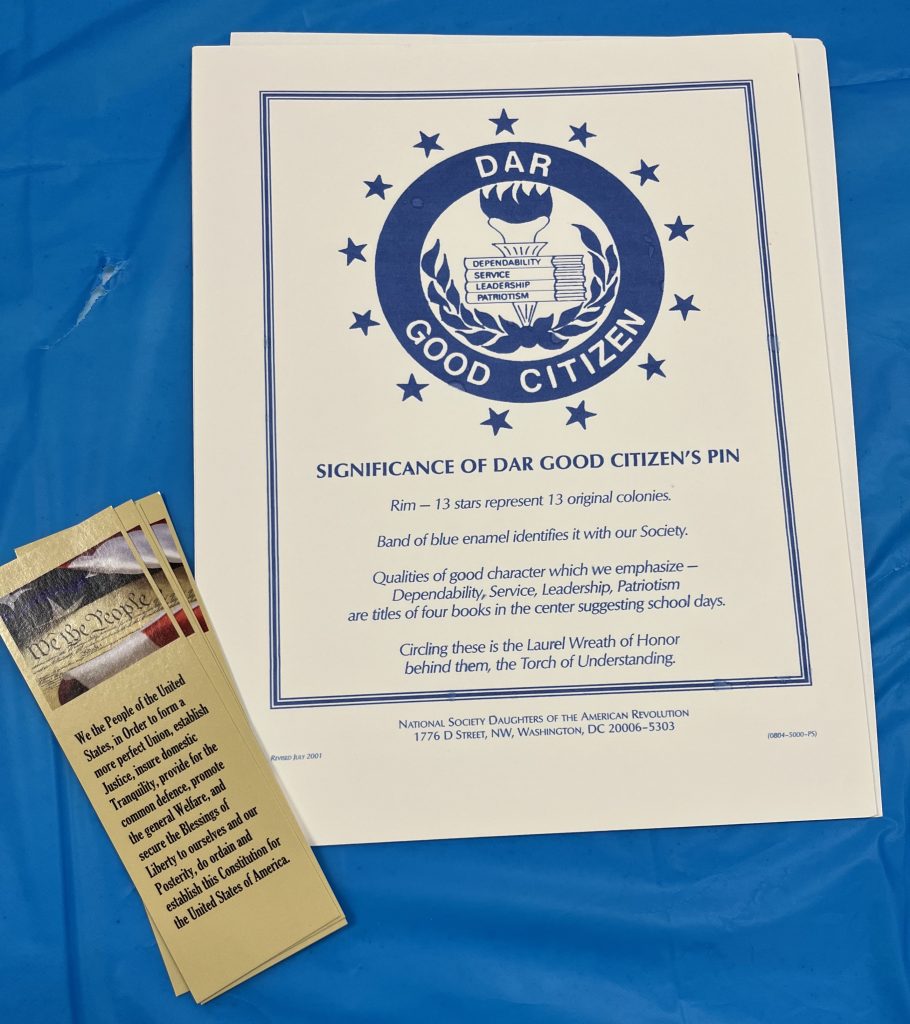 DAR
DEPENDABILITY
SERVICE
LEADERSHIP
PATRIOTISM
GOOD CITIZEN
SIGNIFICANCE OF DAR GOOD CITIZEN'S PIN
Rim — 13 stars represent 13 original colonies.
Band of blue enamel identifies it with our Society.
Qualities of good character which we emphasize —
Dependability, Service, Leadership, Patriotism
are titles of four books in the center suggesting school days.
Circling these is the Laurel Wreath of Honor
behind them, the Torch of Understanding.
NATIONAL SOCIETY DAUGHTERS OF THE AMERICAN REVOLUTION
1776 D STREET, NW, WASHINGTON, DC 20006–5303
REVISED JULY 2001
(0804–5000–PS)
We the People
We the People of the United
States, in Order to form a
more perfect Union, establish
Justice, insure domestic
Tranquility, provide for the
common defence, promote
the general Welfare, and
secure the Blessings of
Liberty to ourselves and our
Posterity, do ordain and
establish this Constitution for
the United States of America.